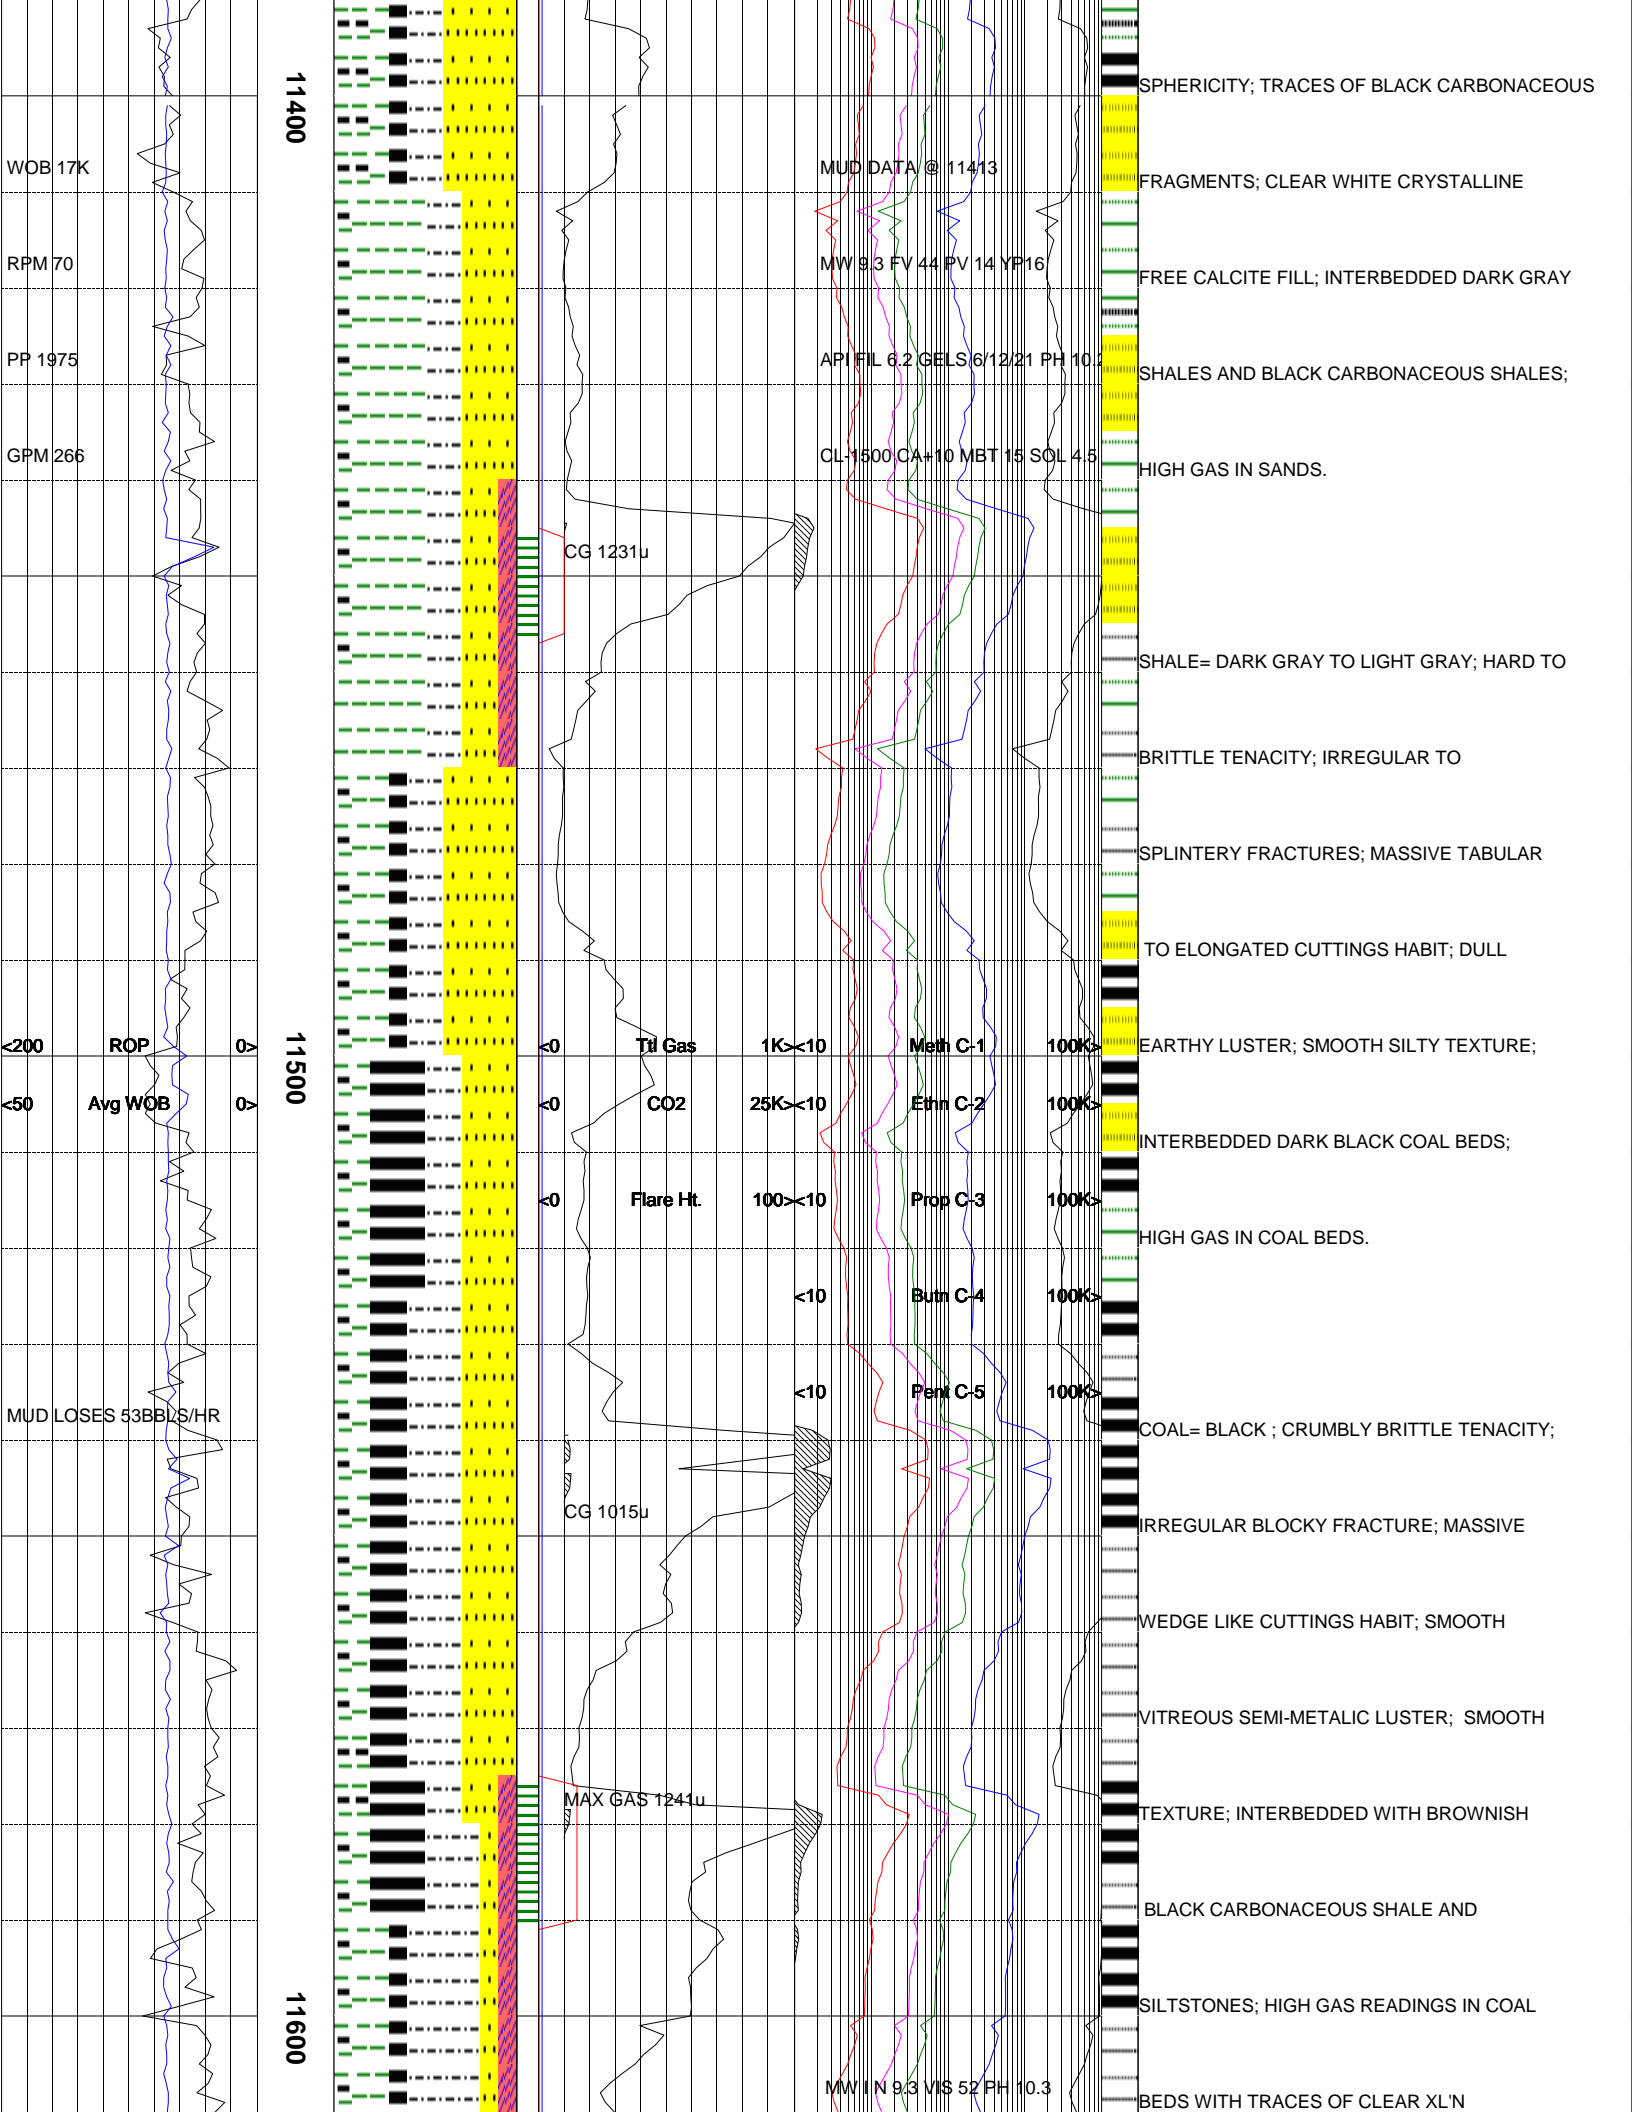 SPHERICITY; TRACES OF BLACK CARBONACEOUS
11400
WOB 17K
MUD DATA @ 11413
FRAGMENTS; CLEAR WHITE CRYSTALLINE
RPM 70
MW 9.3 FV 44 PV 14 YP16
FREE CALCITE FILL; INTERBEDDED DARK GRAY
PP 1975
API FIL 6.2 GELS 6/12/21 PH 10.2
SHALES AND BLACK CARBONACEOUS SHALES;
GPM 266
CL-1500 CA+10 MBT 15 SOL 4.5
HIGH GAS IN SANDS.
CG 1231u
SHALE= DARK GRAY TO LIGHT GRAY; HARD TO
BRITTLE TENACITY; IRREGULAR TO
SPLINTERY FRACTURES; MASSIVE TABULAR
TO ELONGATED CUTTINGS HABIT; DULL
11500
<200 ROP 0>
<0 Ttl Gas 1K>
<10 Meth C-1 100K>
EARTHY LUSTER; SMOOTH SILTY TEXTURE;
<50 Avg WOB 0>
<0 CO2 25K>
<10 Ethn C-2 100K>
INTERBEDDED DARK BLACK COAL BEDS;
<0 Flare Ht. 100>
<10 Prop C-3 100K>
HIGH GAS IN COAL BEDS.
<10 Butn C-4 100K>
<10 Pent C-5 100K>
MUD LOSES 53BBLS/HR
COAL= BLACK ; CRUMBLY BRITTLE TENACITY;
CG 1015u
IRREGULAR BLOCKY FRACTURE; MASSIVE
WEDGE LIKE CUTTINGS HABIT; SMOOTH
VITREOUS SEMI-METALIC LUSTER;  SMOOTH
MAX GAS 1241u
TEXTURE; INTERBEDDED WITH BROWNISH
BLACK CARBONACEOUS SHALE AND
SILTSTONES; HIGH GAS READINGS IN COAL
11600
MW I N 9.3 VIS 52 PH 10.3
BEDS WITH TRACES OF CLEAR XL'N